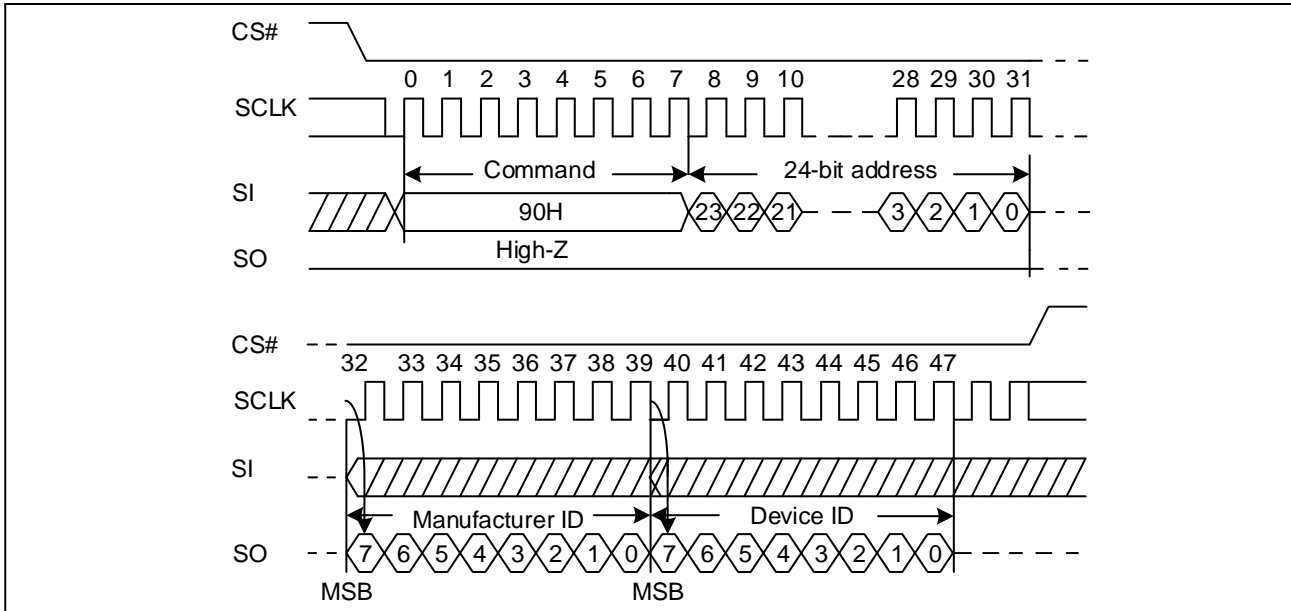 CS#
0 1 2 3 4 5 6 7 8 9 10 28 29 30 31
SCLK
Command 24-bit address
SI
90H 23 22 21 3 2 1 0
High-Z
SO
CS#
32 33 34 35 36 37 38 39 40 41 42 43 44 45 46 47
SCLK
SI
Manufacturer ID Device ID
SO 7 6 5 4 3 2 1 0 7 6 5 4 3 2 1 0
MSB MSB